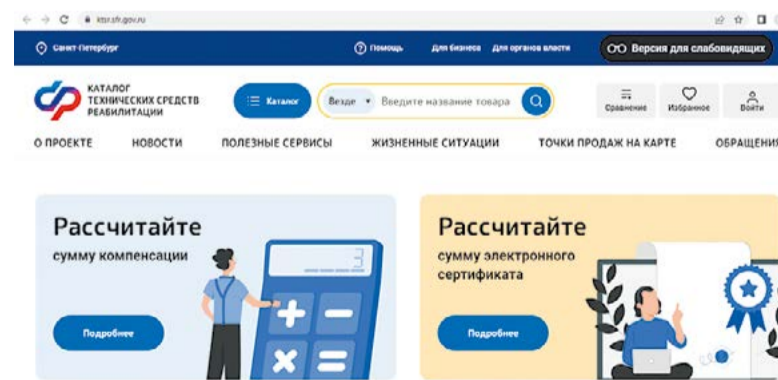 ktsr.sfr.gov.ru
Санкт-Петербург
Помощь Для бизнеса Для органов власти
Версия для слабовидящих
КАТАЛОГ
ТЕХНИЧЕСКИХ СРЕДСТВ
РЕАБИЛИТАЦИИ
Каталог
Везде Введите название товара
Сравнение Избранное Войти
О ПРОЕКТЕ НОВОСТИ ПОЛЕЗНЫЕ СЕРВИСЫ ЖИЗНЕННЫЕ СИТУАЦИИ ТОЧКИ ПРОДАЖ НА КАРТЕ ОБРАЩЕНИЯ
Рассчитайте
сумму компенсации
3
Подробнее
Рассчитайте
сумму электронного
сертификата
Подробнее